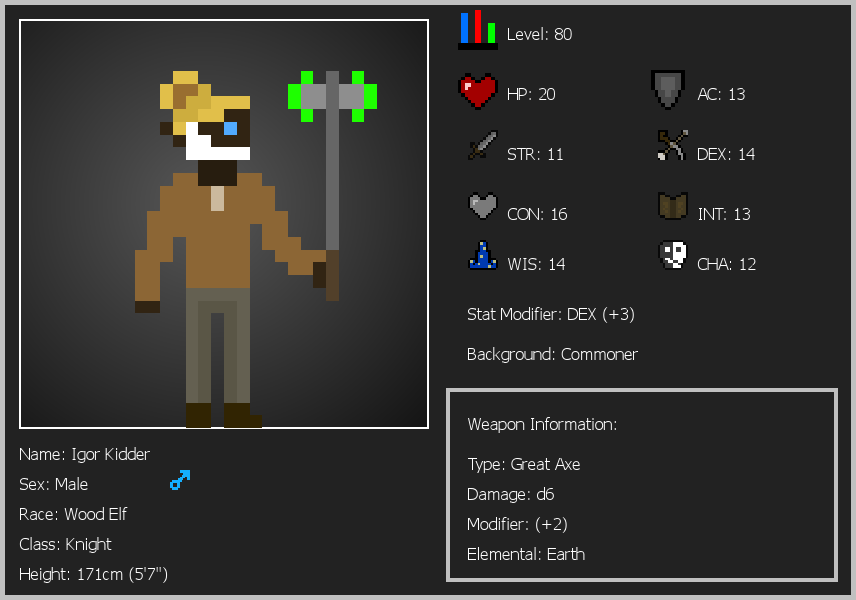 Level: 80
HP: 20
AC: 13
STR: 11
DEX: 14
CON: 16
INT: 13
WIS: 14
CHA: 12
Stat Modifier: DEX (+3)
Background: Commoner
Weapon Information:
Type: Great Axe
Damage: d6
Modifier: (+2)
Elemental: Earth
Name: Igor Kidder
Sex: Male
Race: Wood Elf
Class: Knight
Height: 171cm (5'7")